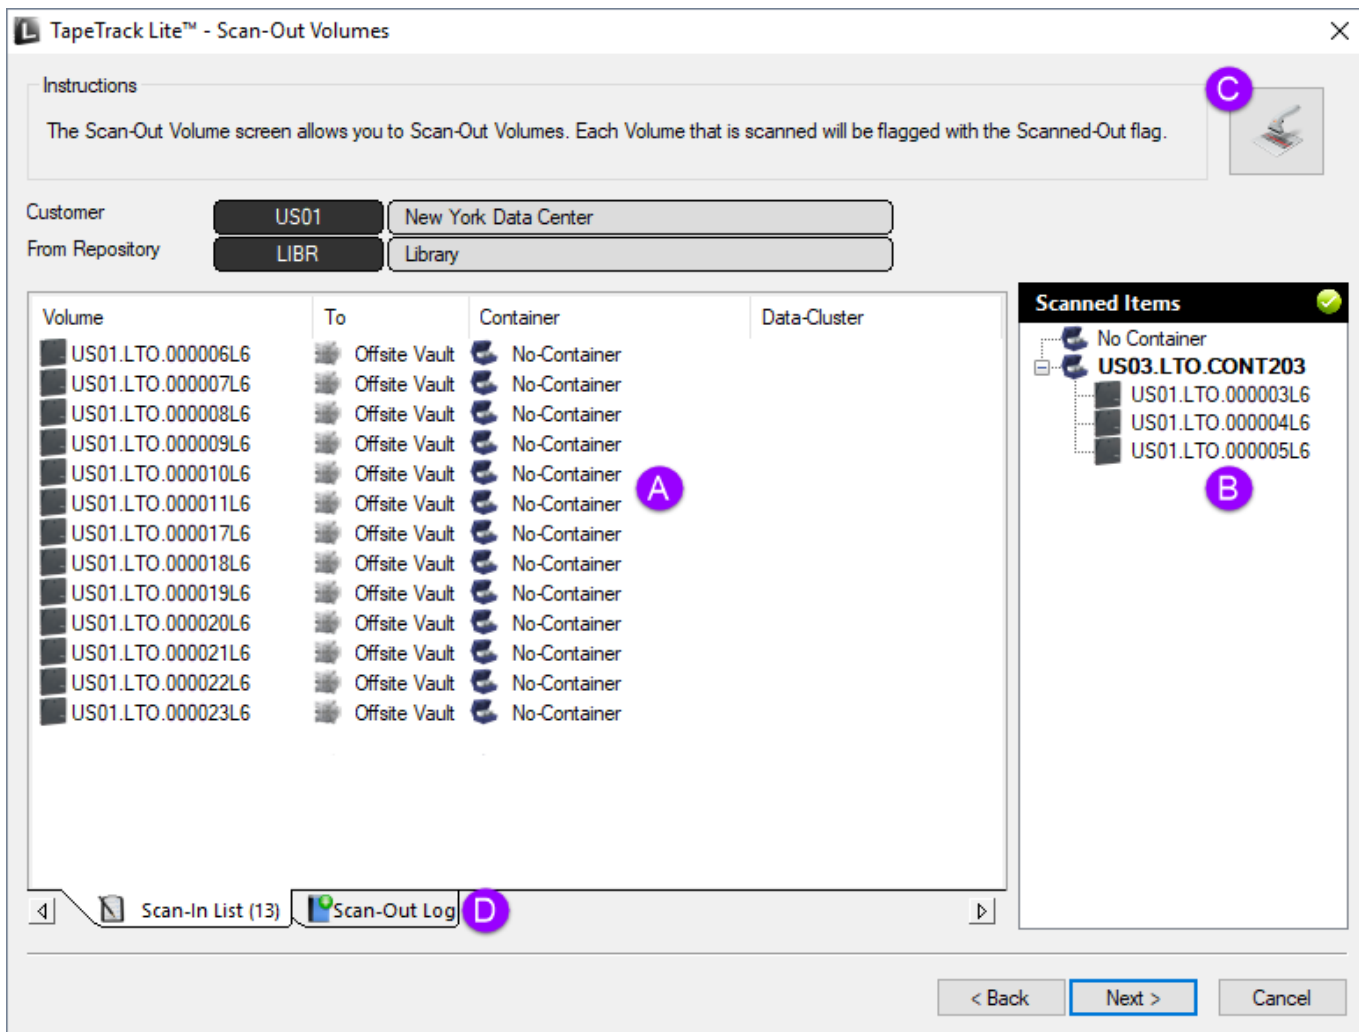 TapeTrack Lite™ - Scan-Out Volumes
Instructions
C
The Scan-Out Volume screen allows you to Scan-Out Volumes. Each Volume that is scanned will be flagged with the Scanned-Out flag.
Customer US01 New York Data Center
From Repository LIBR Library
Volume To Container Data-Cluster
US01.LTO.000006L6 Offsite Vault No-Container
US01.LTO.000007L6 Offsite Vault No-Container
US01.LTO.000008L6 Offsite Vault No-Container
US01.LTO.000009L6 Offsite Vault No-Container
US01.LTO.000010L6 Offsite Vault No-Container
A
US01.LTO.000011L6 Offsite Vault No-Container
US01.LTO.000017L6 Offsite Vault No-Container
US01.LTO.000018L6 Offsite Vault No-Container
US01.LTO.000019L6 Offsite Vault No-Container
US01.LTO.000020L6 Offsite Vault No-Container
US01.LTO.000021L6 Offsite Vault No-Container
US01.LTO.000022L6 Offsite Vault No-Container
US01.LTO.000023L6 Offsite Vault No-Container
Scanned Items
No Container
US03.LTO.CONT203
US01.LTO.000003L6
US01.LTO.000004L6
US01.LTO.000005L6
B
Scan-In List (13) Scan-Out Log D
< Back Next > Cancel